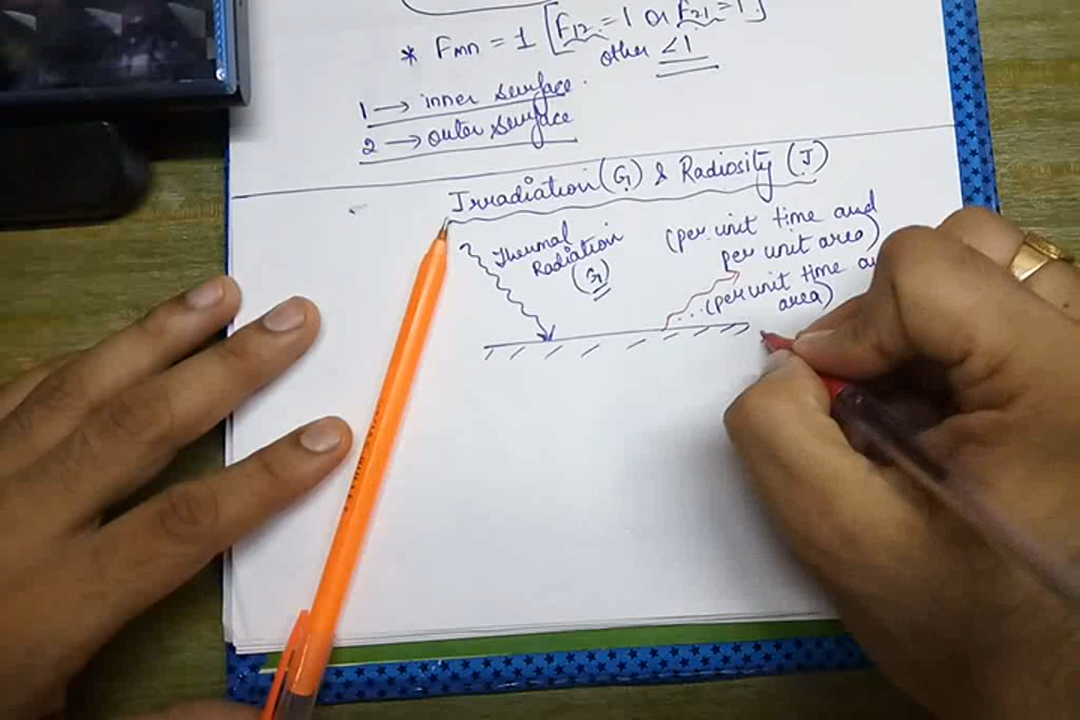 * Fmn = 1 [F12 = 1 or F21 = 1]
other <1
1 → inner surface.
2 → outer surface
Irradiation (G) & Radiosity (J)
Thermal
Radiation
(G)
(per unit time and
per unit area)
(per unit time
area)